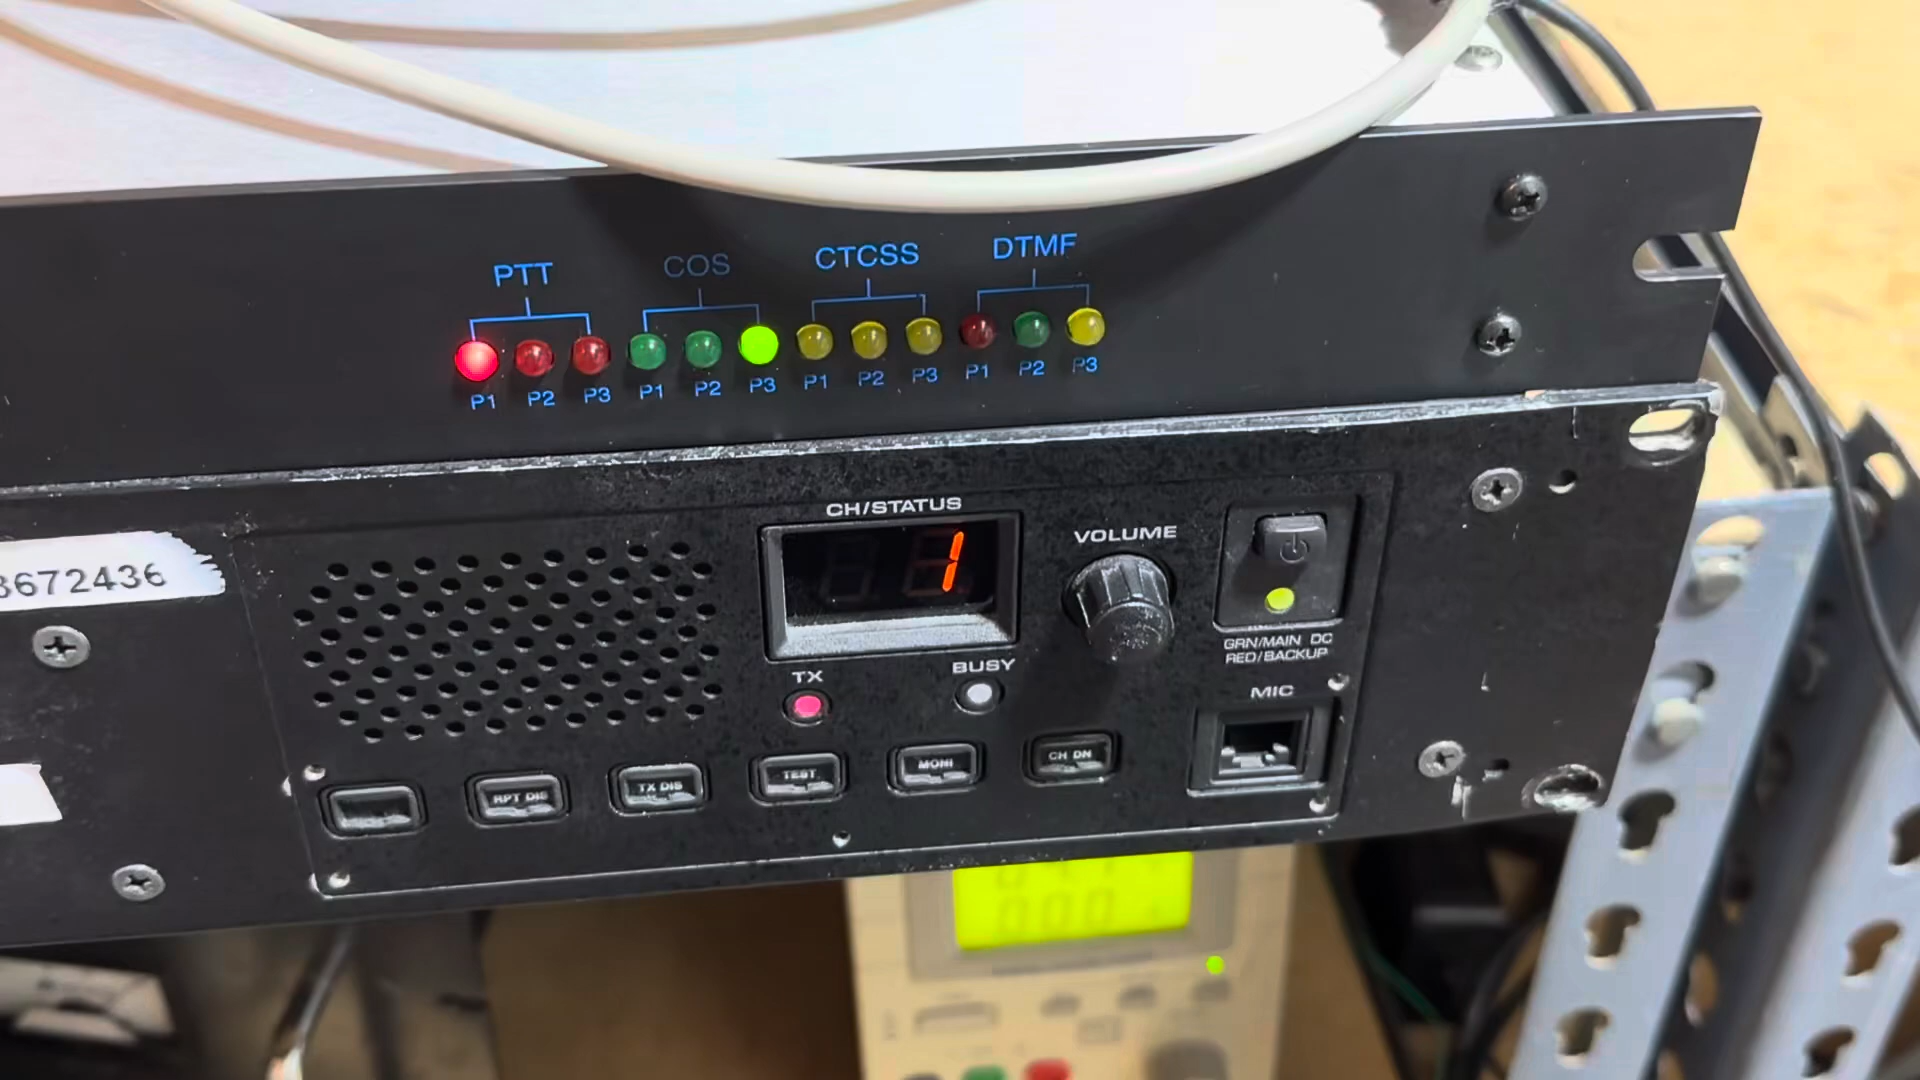 PTT COS CTCSS DTMF
P1 P2 P3 P1 P2 P3 P1 P2 P3 P1 P2 P3
CH/STATUS
1
VOLUME
3672436
GRN/MAIN DC
RED/BACKUP
TX BUSY
MIC
RPT DIS TX DIS TEST MONI CH DN